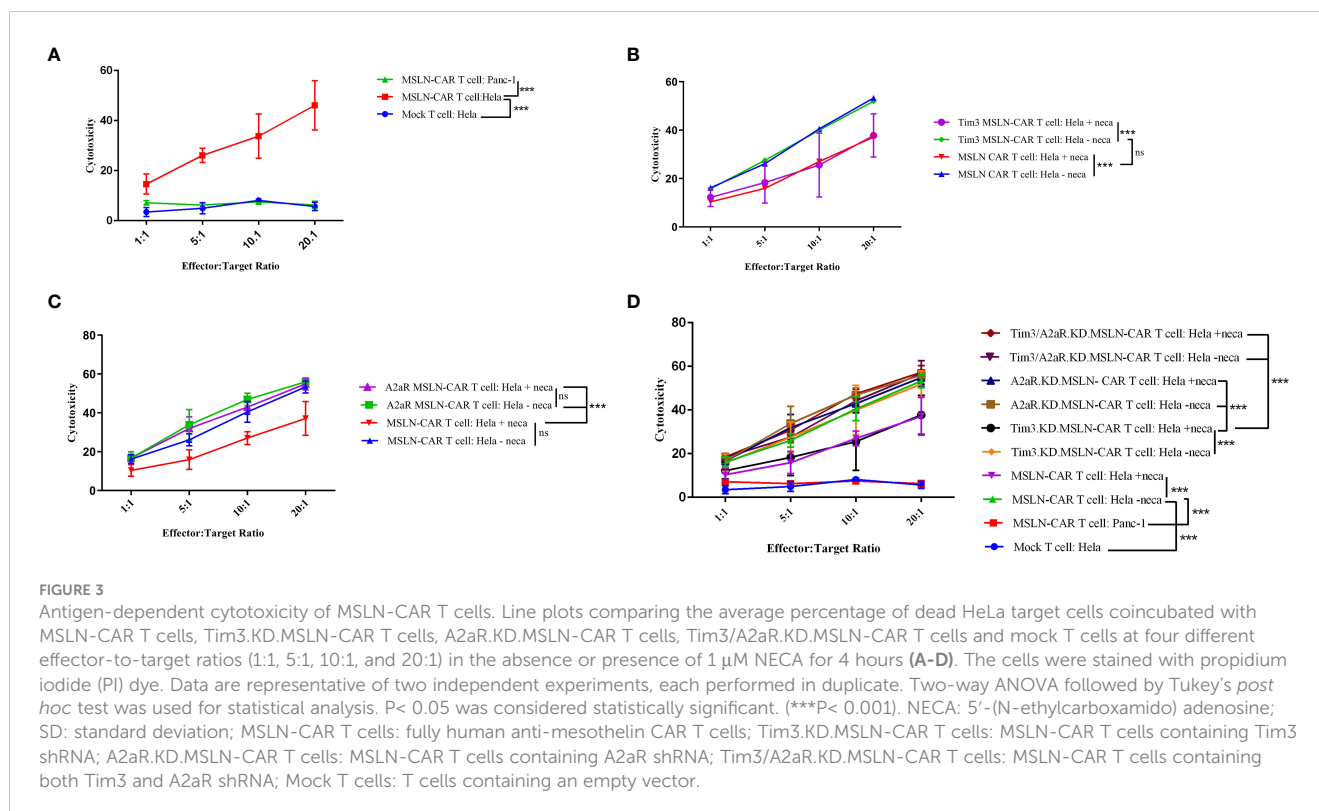 A
60
40
20
0
Cytotoxicity
1:1
5:1
10:1
20:1
Effector:Target Ratio
MSLN-CAR T cell: Panc-1
MSLN-CAR T cell:Hela
Mock T cell: Hela
***
***
B
60
40
20
0
Cytotoxicity
1:1
5:1
10:1
20:1
Effector:Target Ratio
Tim3 MSLN-CAR T cell: Hela + neca
Tim3 MSLN-CAR T cell: Hela - neca
MSLN CAR T cell: Hela + neca
MSLN CAR T cell: Hela - neca
***
ns
***
C
80
60
40
20
0
Cytotoxicity
1:1
5:1
10:1
20:1
Effector:Target Ratio
A2aR MSLN-CAR T cell: Hela + neca
A2aR MSLN-CAR T cell: Hela - neca
MSLN-CAR T cell: Hela + neca
MSLN-CAR T cell: Hela - neca
ns
***
ns
D
80
60
40
20
0
Cytotoxicity
1:1
5:1
10:1
20:1
Effector:Target Ratio
Tim3/A2aR.KD.MSLN-CAR T cell: Hela +neca
Tim3/A2aR.KD.MSLN-CAR T cell: Hela -neca
A2aR.KD.MSLN- CAR T cell: Hela +neca
A2aR.KD.MSLN-CAR T cell: Hela -neca
Tim3.KD.MSLN-CAR T cell: Hela +neca
Tim3.KD.MSLN-CAR T cell: Hela -neca
MSLN-CAR T cell: Hela +neca
MSLN-CAR T cell: Hela -neca
MSLN-CAR T cell: Panc-1
Mock T cell: Hela
***
***
***
***
***
***
FIGURE 3
Antigen-dependent cytotoxicity of MSLN-CAR T cells. Line plots comparing the average percentage of dead HeLa target cells coincubated with
MSLN-CAR T cells, Tim3.KD.MSLN-CAR T cells, A2aR.KD.MSLN-CAR T cells, Tim3/A2aR.KD.MSLN-CAR T cells and mock T cells at four different
effector-to-target ratios (1:1, 5:1, 10:1, and 20:1) in the absence or presence of 1 μM NECA for 4 hours (A-D). The cells were stained with propidium
iodide (PI) dye. Data are representative of two independent experiments, each performed in duplicate. Two-way ANOVA followed by Tukey's post
hoc test was used for statistical analysis. P< 0.05 was considered statistically significant. (***P< 0.001). NECA: 5′-(N-ethylcarboxamido) adenosine;
SD: standard deviation; MSLN-CAR T cells: fully human anti-mesothelin CAR T cells; Tim3.KD.MSLN-CAR T cells: MSLN-CAR T cells containing Tim3
shRNA; A2aR.KD.MSLN-CAR T cells: MSLN-CAR T cells containing A2aR shRNA; Tim3/A2aR.KD.MSLN-CAR T cells: MSLN-CAR T cells containing
both Tim3 and A2aR shRNA; Mock T cells: T cells containing an empty vector.